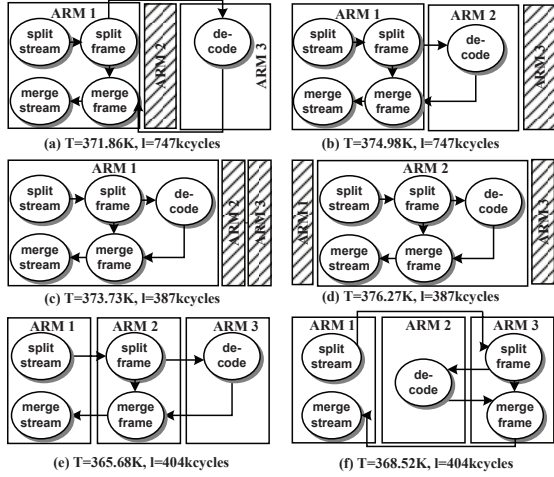 ARM 1
split
stream
split
frame
merge
stream
merge
frame
ARM 2
de-
code
ARM 3
(a) T=371.86K, l=747kcycles
ARM 1
split
stream
split
frame
merge
stream
merge
frame
ARM 2
de-
code
ARM 3
(b) T=374.98K, l=747kcycles
ARM 1
split
stream
split
frame
de-
code
merge
stream
merge
frame
ARM 2
ARM 3
(c) T=373.73K, l=387kcycles
ARM 1
ARM 2
split
stream
split
frame
de-
code
merge
stream
merge
frame
ARM 3
(d) T=376.27K, l=387kcycles
ARM 1
ARM 2
ARM 3
split
stream
split
frame
de-
code
merge
stream
merge
frame
(e) T=365.68K, l=404kcycles
ARM 1
ARM 2
ARM 3
split
stream
split
frame
de-
code
merge
stream
merge
frame
(f) T=368.52K, l=404kcycles